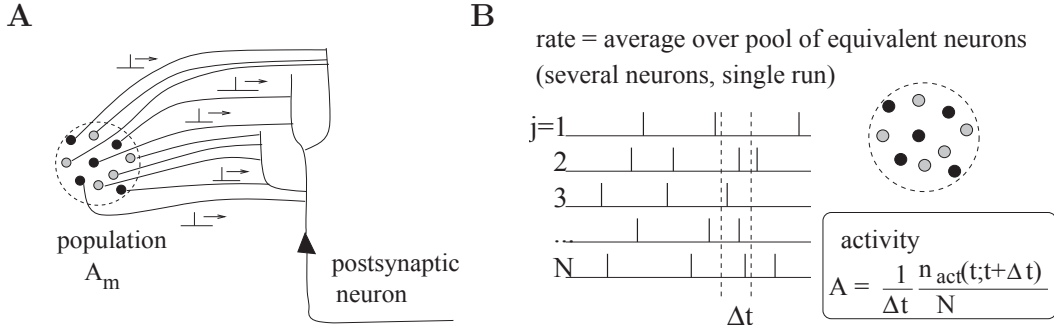 A
population
A_m
postsynaptic
neuron
B
rate = average over pool of equivalent neurons
(several neurons, single run)
j=1
2
3
...
N
Δt
activity
A = 1/Δt n_act(t;t+Δt)/N